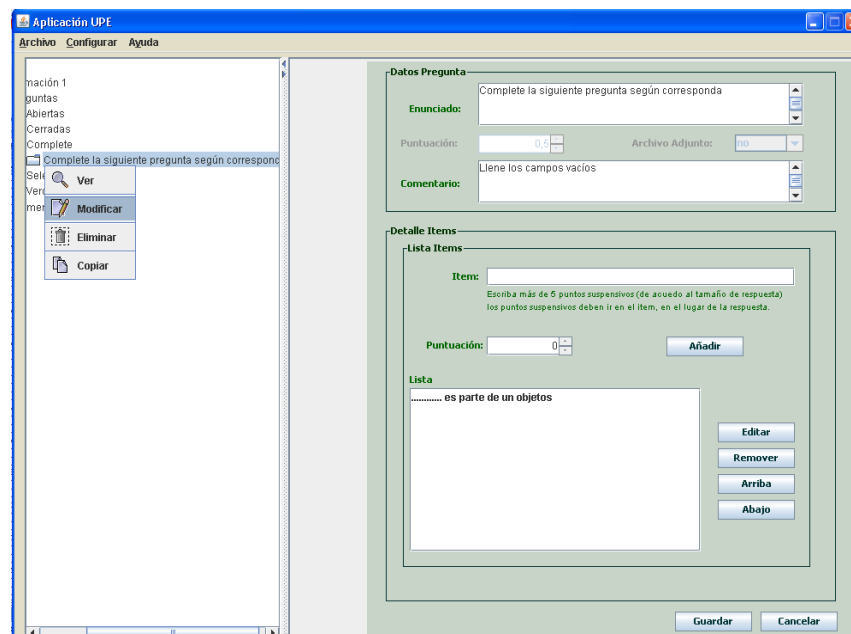 Aplicación UPE
Archivo Configurar Ayuda
mación 1
guntas
Abiertas
Cerradas
Complete
Complete la siguiente pregunta según correspond
Sele
Ver
Modificar
Eliminar
Copiar
Datos Pregunta
Enunciado:
Complete la siguiente pregunta según corresponda
Puntuación: 0,5 Archivo Adjunto: no
Comentario:
Llene los campos vacíos
Detalle Items
Lista Items
Item:
Escriba más de 5 puntos suspensivos (de acuedo al tamaño de respuesta)
los puntos suspensivos deben ir en el item, en el lugar de la respuesta.
Puntuación: 0 Añadir
Lista
............ es parte de un objetos
Editar
Remover
Arriba
Abajo
Guardar Cancelar